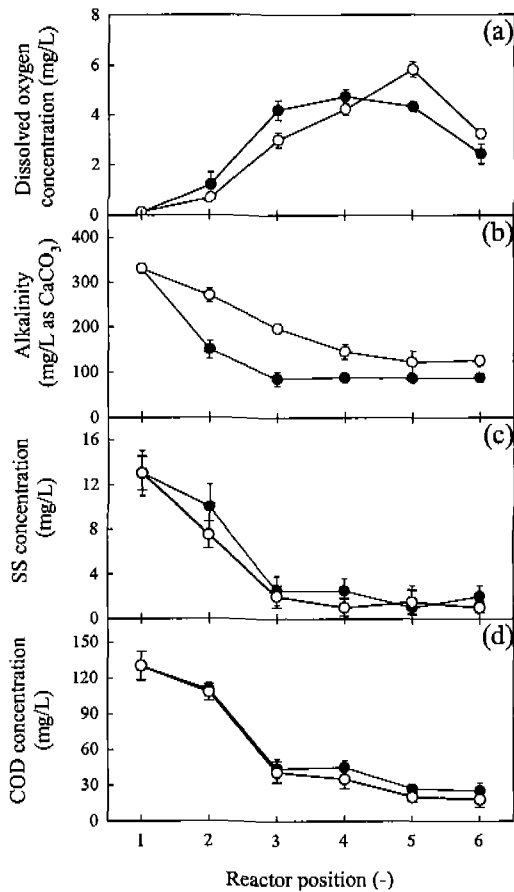 (a)
Dissolved oxygen
concentration (mg/L)
8
6
4
2
0
(b)
Alkalinity
(mg/L as CaCO₃)
400
300
200
100
0
(c)
SS concentration
(mg/L)
16
12
8
4
0
(d)
COD concentration
(mg/L)
150
120
90
60
30
0
1 2 3 4 5 6
Reactor position (-)